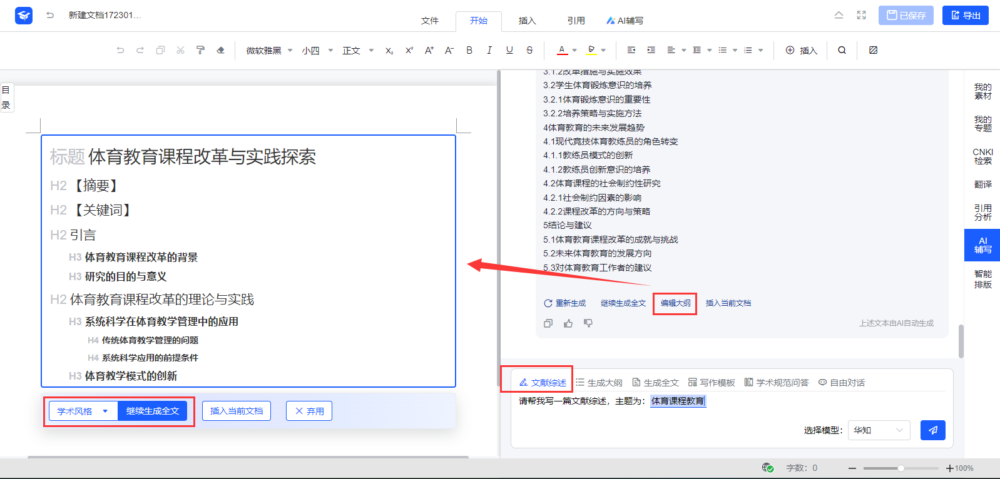 新建文档172301...
文件
开始
插入
引用
AI辅写
已保存
导出
微软雅黑
小四
正文
X₂
X²
A⁺
A⁻
B
I
U
S
A
插入
目
录
标题 体育教育课程改革与实践探索
H2 【摘要】
H2 【关键词】
H2 引言
H3 体育教育课程改革的背景
H3 研究的目的与意义
H2 体育教育课程改革的理论与实践
H3 系统科学在体育教学管理中的应用
H4 传统体育教学管理的问题
H4 系统科学应用的前提条件
H3 体育教学模式的创新
学术风格
继续生成全文
插入当前文档
弃用
3.1.2改革措施与实施效果
3.2学生体育锻炼意识的培养
3.2.1体育锻炼意识的重要性
3.2.2培养策略与实施方法
4体育教育的未来发展趋势
4.1现代竞技体育教练员的角色转变
4.1.1教练员模式的创新
4.1.2教练员创新意识的培养
4.2体育课程的社会制约性研究
4.2.1社会制约因素的影响
4.2.2课程改革的方向与策略
5结论与建议
5.1体育教育课程改革的成就与挑战
5.2未来体育教育的发展方向
5.3对体育教育工作者的建议
重新生成
继续生成全文
编辑大纲
插入当前文档
上述文本由AI自动生成
文献综述
生成大纲
生成全文
写作模板
学术规范问答
自由对话
请帮我写一篇文献综述，主题为： 体育课程教育
选择模型：
华知
我的
素材
我的
专题
CNKI
检索
翻译
引用
分析
AI
辅写
智能
排版
字数：0
100%